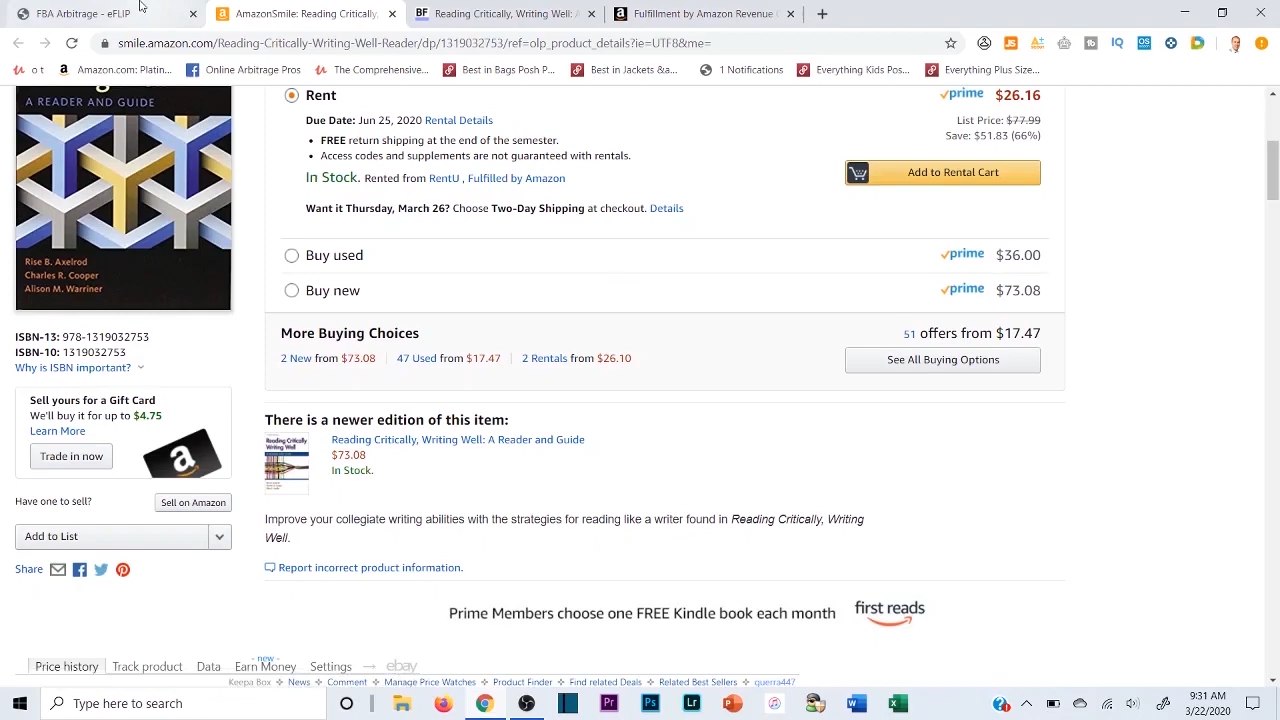 FBA Arbitrage - eFLIP
AmazonSmile: Reading Critically,
BF Reading Critically, Writing Well: A
Fulfillment by Amazon Revenue C
smile.amazon.com/Reading-Critically-Writing-Well-Reader/dp/1319032753/ref=olp_product_details?ie=UTF8&me=
o t
Amazon.com: Platin...
Online Arbitrage Pros
The Comprehensive...
Best in Bags Posh P...
Best in Jackets &a...
1 Notifications
Everything Kids Pos...
Everything Plus Size...
A READER AND GUIDE
Rise B. Axelrod
Charles R. Cooper
Alison M. Warriner
ISBN-13: 978-1319032753
ISBN-10: 1319032753
Why is ISBN important?
Sell yours for a Gift Card
We'll buy it for up to $4.75
Learn More
Trade in now
Have one to sell?
Sell on Amazon
Add to List
Share
Rent
prime $26.16
Due Date: Jun 25, 2020 Rental Details
List Price: $77.99
Save: $51.83 (66%)
• FREE return shipping at the end of the semester.
• Access codes and supplements are not guaranteed with rentals.
In Stock. Rented from RentU , Fulfilled by Amazon
Add to Rental Cart
Want it Thursday, March 26? Choose Two-Day Shipping at checkout. Details
Buy used
prime $36.00
Buy new
prime $73.08
More Buying Choices
51 offers from $17.47
2 New from $73.08 47 Used from $17.47 2 Rentals from $26.10
See All Buying Options
There is a newer edition of this item:
Reading Critically, Writing Well: A Reader and Guide
$73.08
In Stock.
Improve your collegiate writing abilities with the strategies for reading like a writer found in Reading Critically, Writing
Well.
Report incorrect product information.
Prime Members choose one FREE Kindle book each month
first reads
Price history Track product Data - new - Earn Money Settings → ebay
Keepa Box News Comment Manage Price Watches Product Finder Find related Deals Related Best Sellers querra447
Type here to search
9:31 AM
3/22/2020